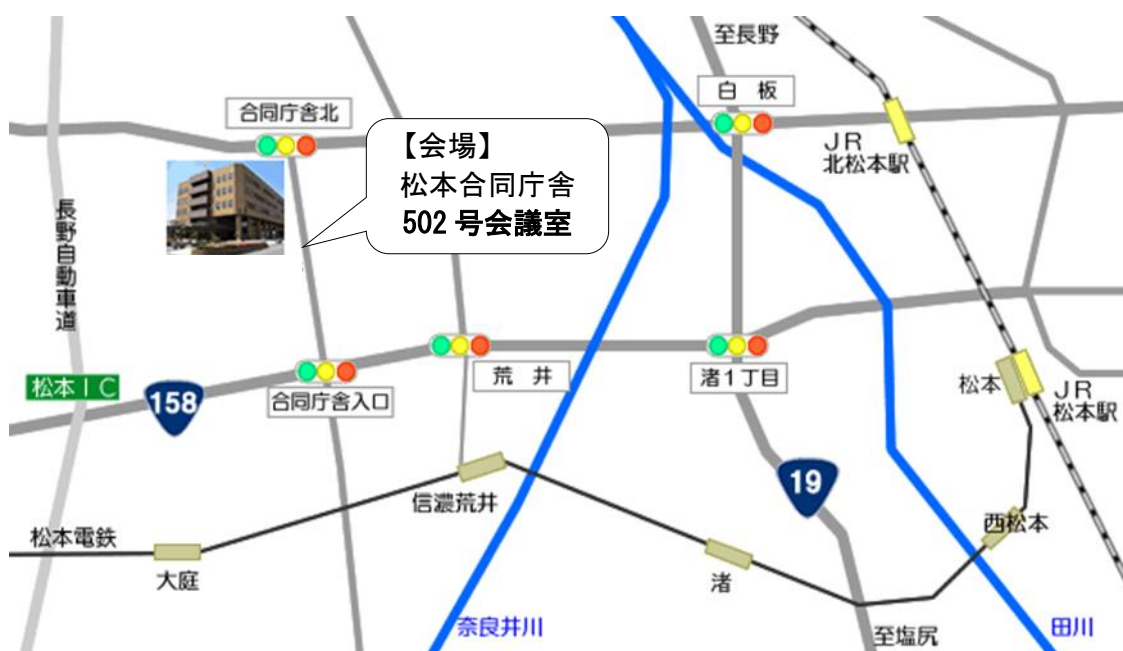 至長野
白 板
合同庁舎北
【会場】
松本合同庁舎
502 号会議室
JR
北松本駅
長野自動車道
松本IC
158
合同庁舎入口
荒 井
渚1丁目
松本
JR
松本駅
19
信濃荒井
西松本
松本電鉄
大庭
渚
奈良井川
至塩尻
田川